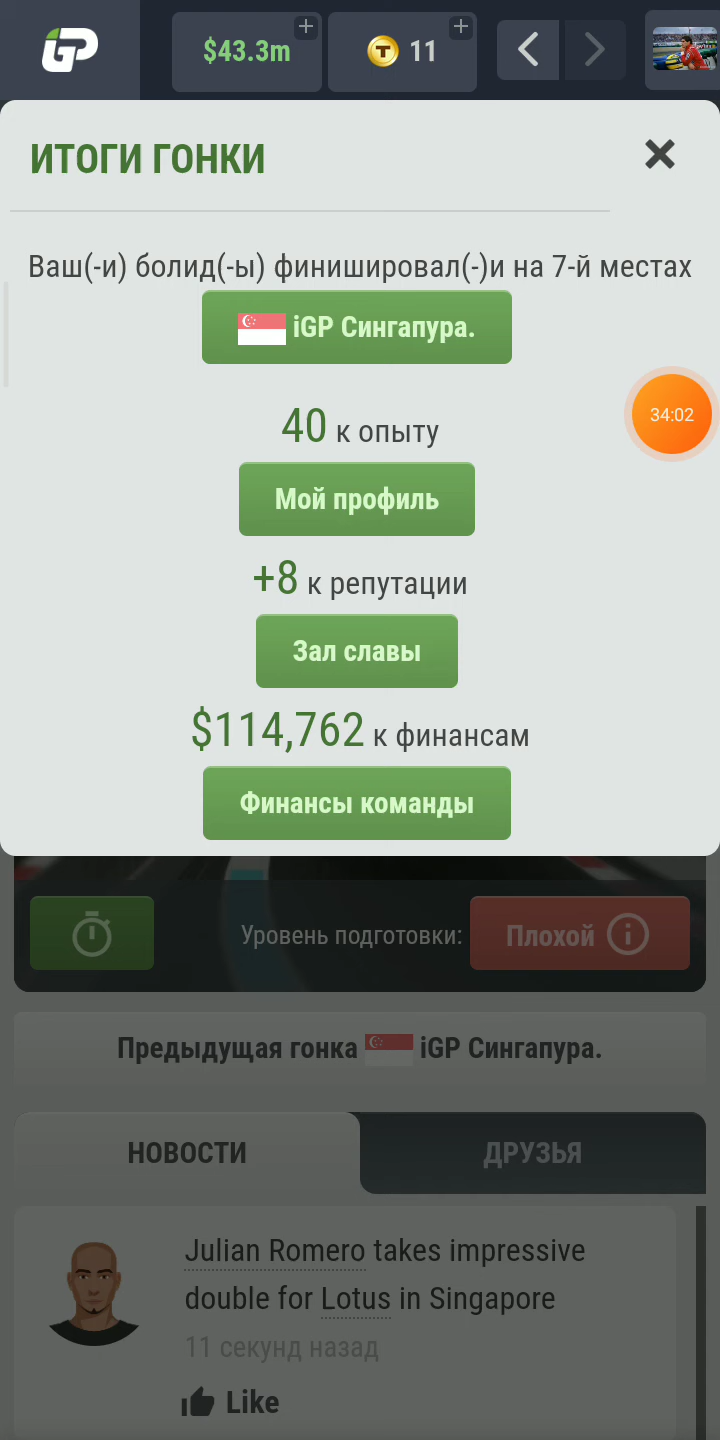 $43.3m
11
ИТОГИ ГОНКИ
Ваш(-и) болид(-ы) финишировал(-)и на 7-й местах
iGP Сингапура.
34:02
40 к опыту
Мой профиль
+8 к репутации
Зал славы
$114,762 к финансам
Финансы команды
Уровень подготовки: Плохой
Предыдущая гонка iGP Сингапура.
НОВОСТИ ДРУЗЬЯ
Julian Romero takes impressive
double for Lotus in Singapore
11 секунд назад
Like